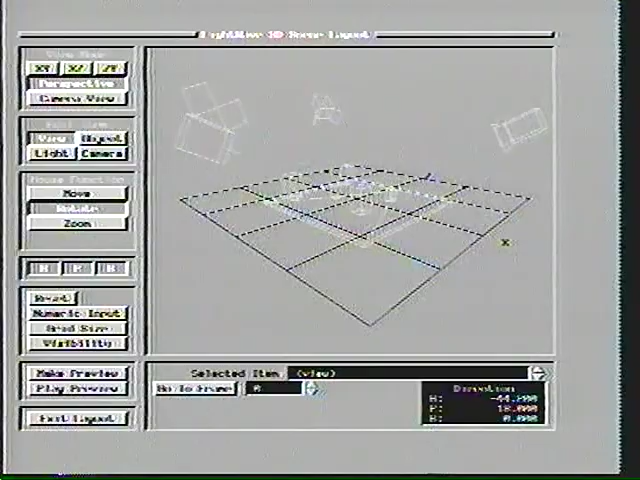 LightWave 3D Scene Layout
View Mode
XY XZ ZY
Perspective
Camera View
Edit Item
View Object
Light Camera
Mouse Function
Move
Rotate
Zoom
H P B
Reset
Numeric Input
Grid Size
Visibility
X
Selected Item (View)
Make Preview
Go To Frame 0
Play Preview
Direction
H: -44.200
P: 18.000
B: 0.000
Exit Layout